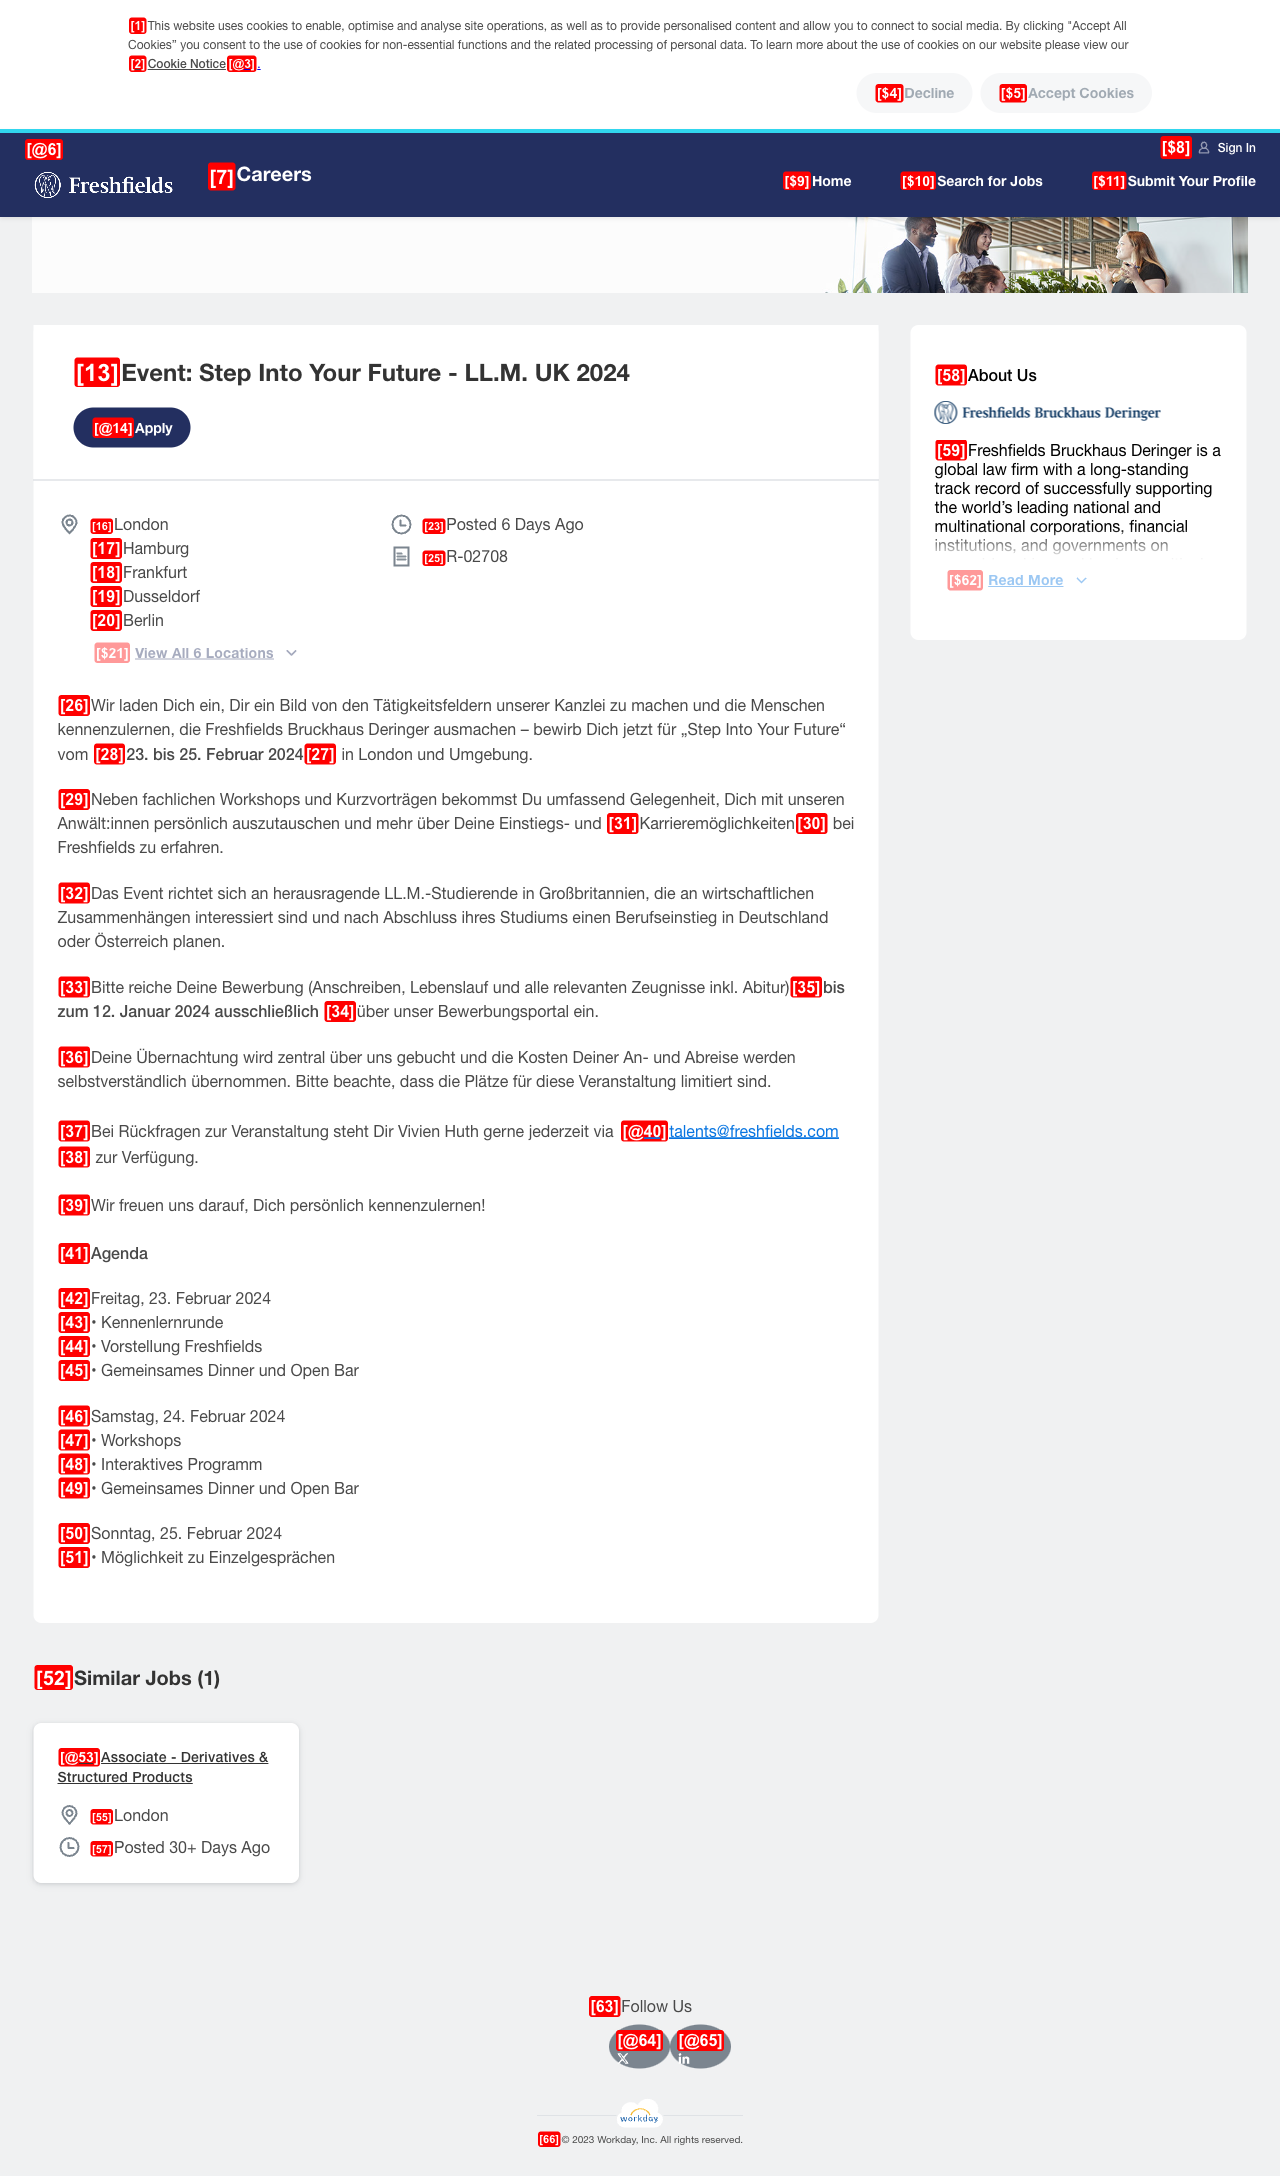 [1]This website uses cookies to enable, optimise and analyse site operations, as well as to provide personalised content and allow you to connect to social media. By clicking "Accept All
Cookies" you consent to the use of cookies for non-essential functions and the related processing of personal data. To learn more about the use of cookies on our website please view our
[2]Cookie Notice[@3].
[$4]Decline
[$5]Accept Cookies
[@6]
Freshfields
[7]Careers
[$8] Sign In
[$9]Home
[$10]Search for Jobs
[$11]Submit Your Profile
[13]Event: Step Into Your Future - LL.M. UK 2024
[@14]Apply
[16]London
[17]Hamburg
[18]Frankfurt
[19]Dusseldorf
[20]Berlin
[$21] View All 6 Locations
[23]Posted 6 Days Ago
[25]R-02708
[26]Wir laden Dich ein, Dir ein Bild von den Tätigkeitsfeldern unserer Kanzlei zu machen und die Menschen
kennenzulernen, die Freshfields Bruckhaus Deringer ausmachen – bewirb Dich jetzt für „Step Into Your Future“
vom [28]23. bis 25. Februar 2024[27] in London und Umgebung.
[29]Neben fachlichen Workshops und Kurzvorträgen bekommst Du umfassend Gelegenheit, Dich mit unseren
Anwält:innen persönlich auszutauschen und mehr über Deine Einstiegs- und [31]Karrieremöglichkeiten[30] bei
Freshfields zu erfahren.
[32]Das Event richtet sich an herausragende LL.M.-Studierende in Großbritannien, die an wirtschaftlichen
Zusammenhängen interessiert sind und nach Abschluss ihres Studiums einen Berufseinstieg in Deutschland
oder Österreich planen.
[33]Bitte reiche Deine Bewerbung (Anschreiben, Lebenslauf und alle relevanten Zeugnisse inkl. Abitur)[35]bis
zum 12. Januar 2024 ausschließlich [34]über unser Bewerbungsportal ein.
[36]Deine Übernachtung wird zentral über uns gebucht und die Kosten Deiner An- und Abreise werden
selbstverständlich übernommen. Bitte beachte, dass die Plätze für diese Veranstaltung limitiert sind.
[37]Bei Rückfragen zur Veranstaltung steht Dir Vivien Huth gerne jederzeit via [@40]talents@freshfields.com
[38] zur Verfügung.
[39]Wir freuen uns darauf, Dich persönlich kennenzulernen!
[41]Agenda
[42]Freitag, 23. Februar 2024
[43]• Kennenlernrunde
[44]• Vorstellung Freshfields
[45]• Gemeinsames Dinner und Open Bar
[46]Samstag, 24. Februar 2024
[47]• Workshops
[48]• Interaktives Programm
[49]• Gemeinsames Dinner und Open Bar
[50]Sonntag, 25. Februar 2024
[51]• Möglichkeit zu Einzelgesprächen
[58]About Us
Freshfields Bruckhaus Deringer
[59]Freshfields Bruckhaus Deringer is a
global law firm with a long-standing
track record of successfully supporting
the world's leading national and
multinational corporations, financial
institutions, and governments on
[$62] Read More
[52]Similar Jobs (1)
[@53]Associate - Derivatives &
Structured Products
[55]London
[57]Posted 30+ Days Ago
[63]Follow Us
[@64] [@65]
workday
[66]© 2023 Workday, Inc. All rights reserved.